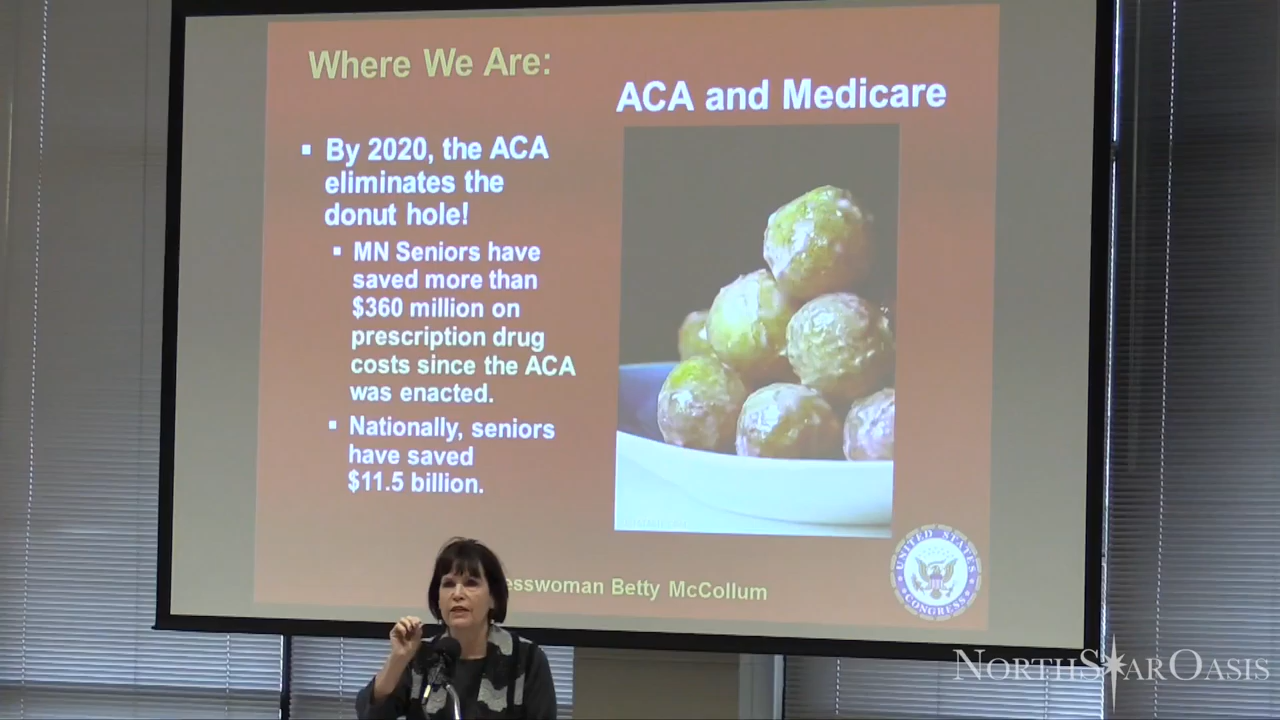 Where We Are:
ACA and Medicare
▪ By 2020, the ACA
eliminates the
donut hole!
▪ MN Seniors have
saved more than
$360 million on
prescription drug
costs since the ACA
was enacted.
▪ Nationally, seniors
have saved
$11.5 billion.
esswoman Betty McCollum
UNITED STATES
CONGRESS
NORTHSTAROASIS